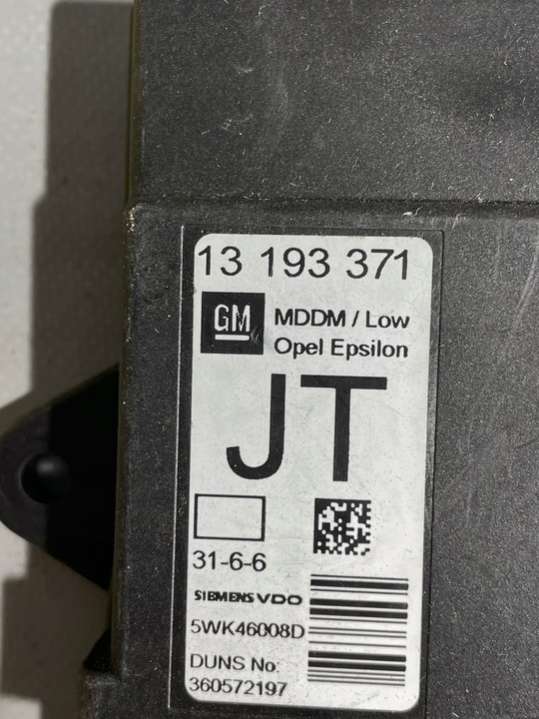 13 193 371
GM
MDDM / Low
Opel Epsilon
JT
31-6-6
SIEMENS VDO
5WK46008D
DUNS No:
360572197